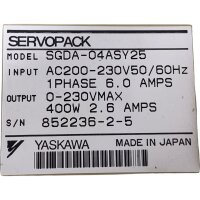 SERVOPACK
MODEL SGDA-04ASY25
INPUT AC200-230V50/60Hz
1PHASE 6.0 AMPS
OUTPUT 0-230VMAX
400W 2.6 AMPS
S/N 852236-2-5
YASKAWA MADE IN JAPAN